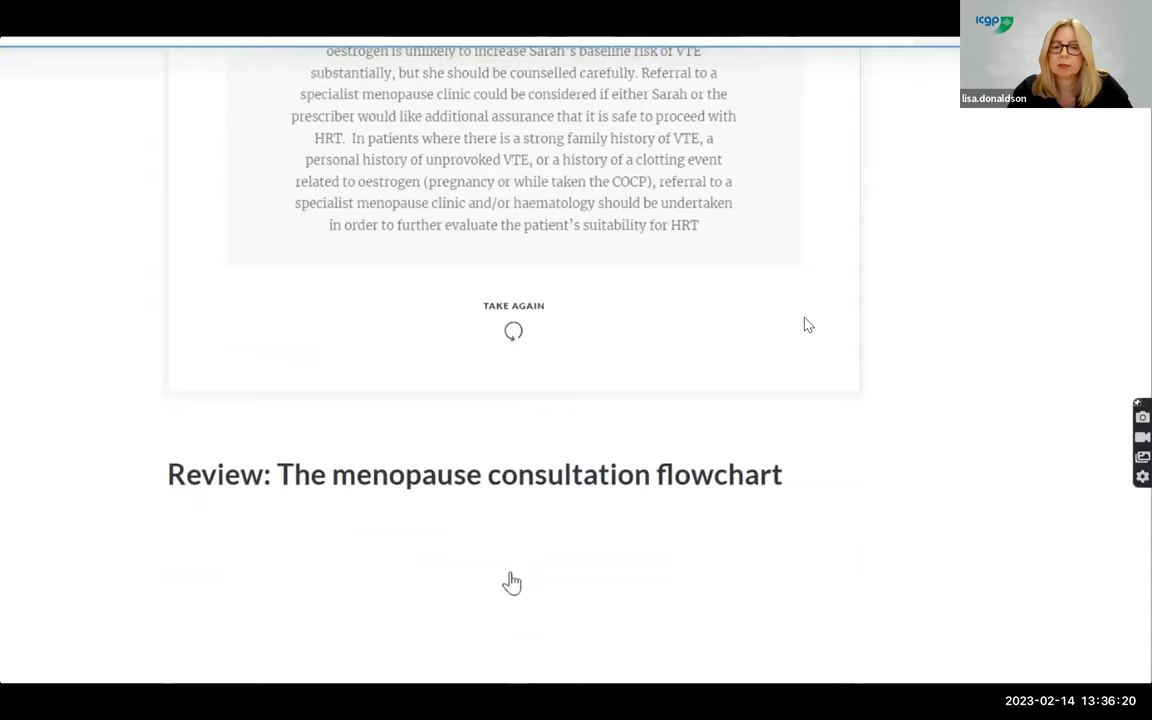 icgp
lisa.donaldson
oestrogen is unlikely to increase Sarah's baseline risk of VTE
substantially, but she should be counselled carefully. Referral to a
specialist menopause clinic could be considered if either Sarah or the
prescriber would like additional assurance that it is safe to proceed with
HRT. In patients where there is a strong family history of VTE, a
personal history of unprovoked VTE, or a history of a clotting event
related to oestrogen (pregnancy or while taken the COCP), referral to a
specialist menopause clinic and/or haematology should be undertaken
in order to further evaluate the patient's suitability for HRT
TAKE AGAIN
Review: The menopause consultation flowchart
2023-02-14 13:36:20